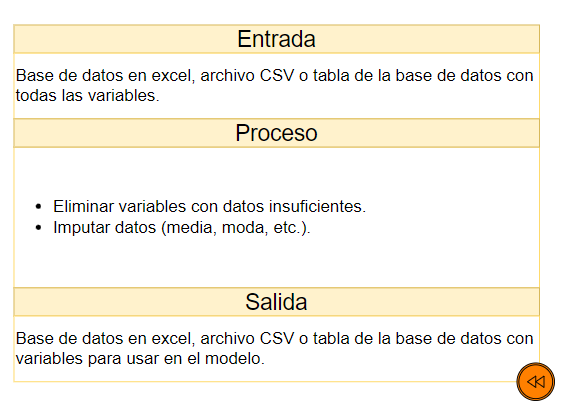 Entrada
Base de datos en excel, archivo CSV o tabla de la base de datos con
todas las variables.
Proceso
• Eliminar variables con datos insuficientes.
• Imputar datos (media, moda, etc.).
Salida
Base de datos en excel, archivo CSV o tabla de la base de datos con
variables para usar en el modelo.